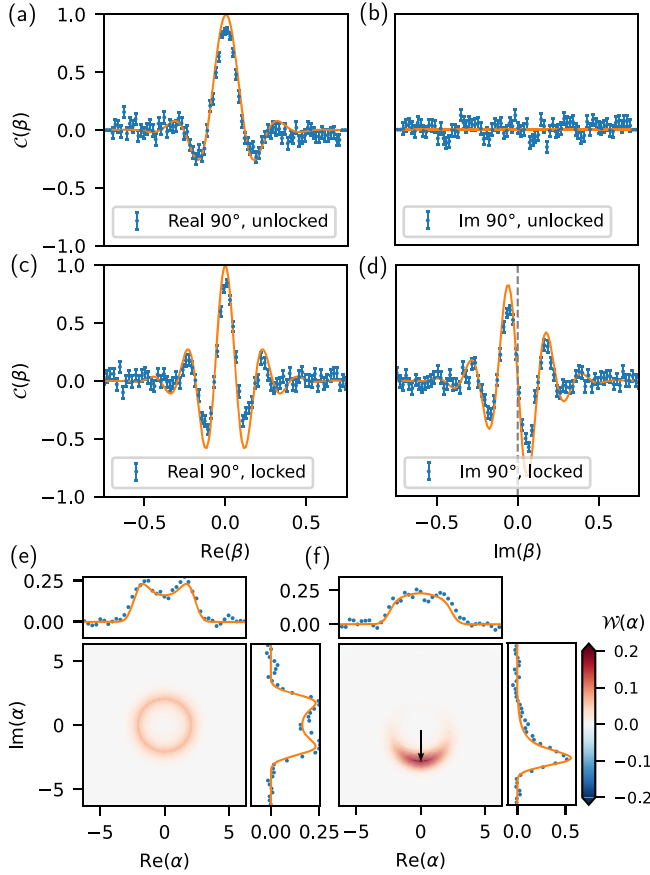 (a)
(b)
1.0
0.5
0.0
−0.5
−1.0
𝒞(β)
Real 90°, unlocked
Im 90°, unlocked
(c)
(d)
1.0
0.5
0.0
−0.5
−1.0
𝒞(β)
Real 90°, locked
Im 90°, locked
−0.5 0.0 0.5
−0.5 0.0 0.5
Re(β)
Im(β)
(e)
(f)
0.25
0.00
0.25
0.00
𝒲(α)
5
0
−5
Im(α)
0.2
0.1
0.0
−0.1
−0.2
−5 0 5
0.00 0.25
−5 0 5
0.0 0.5
Re(α)
Re(α)